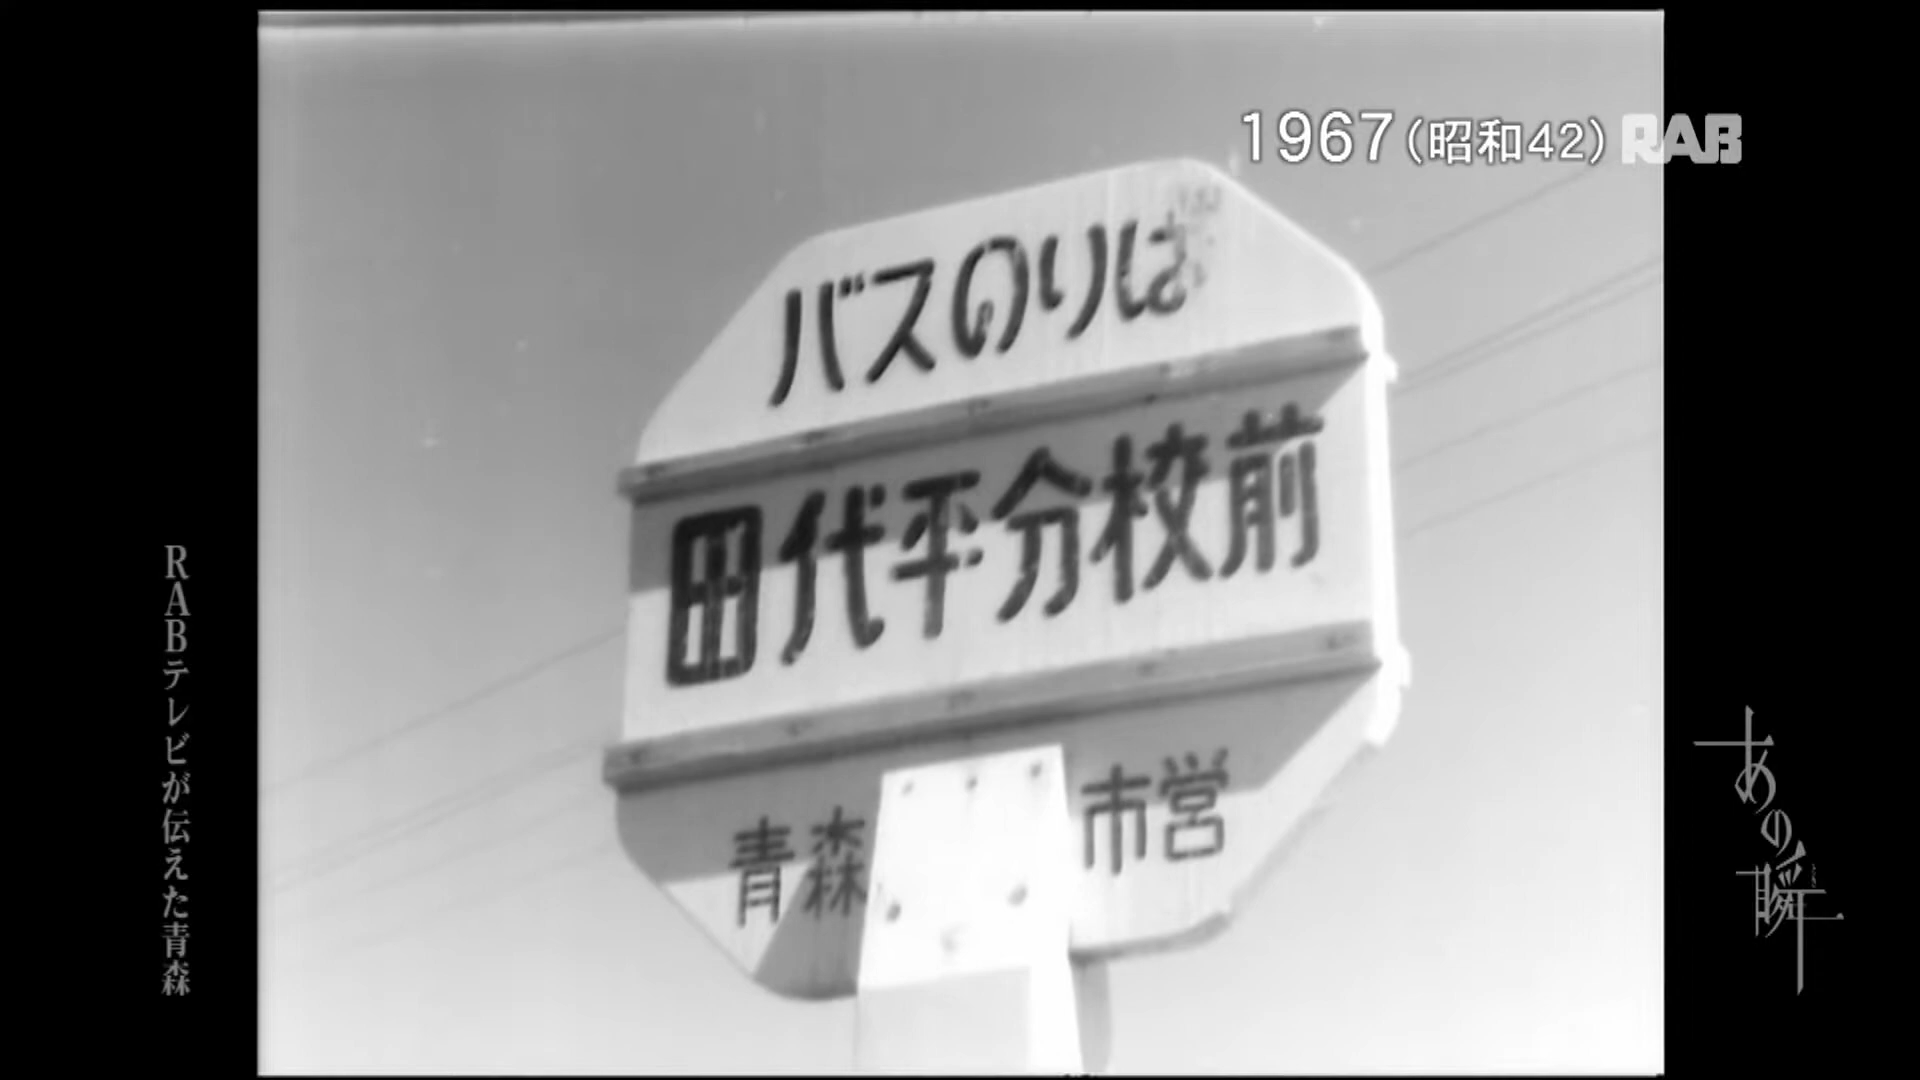 1967(昭和42) RAB
バスのりば
田代平分校前
青森 市営
RABテレビが伝えた青森
あの瞬